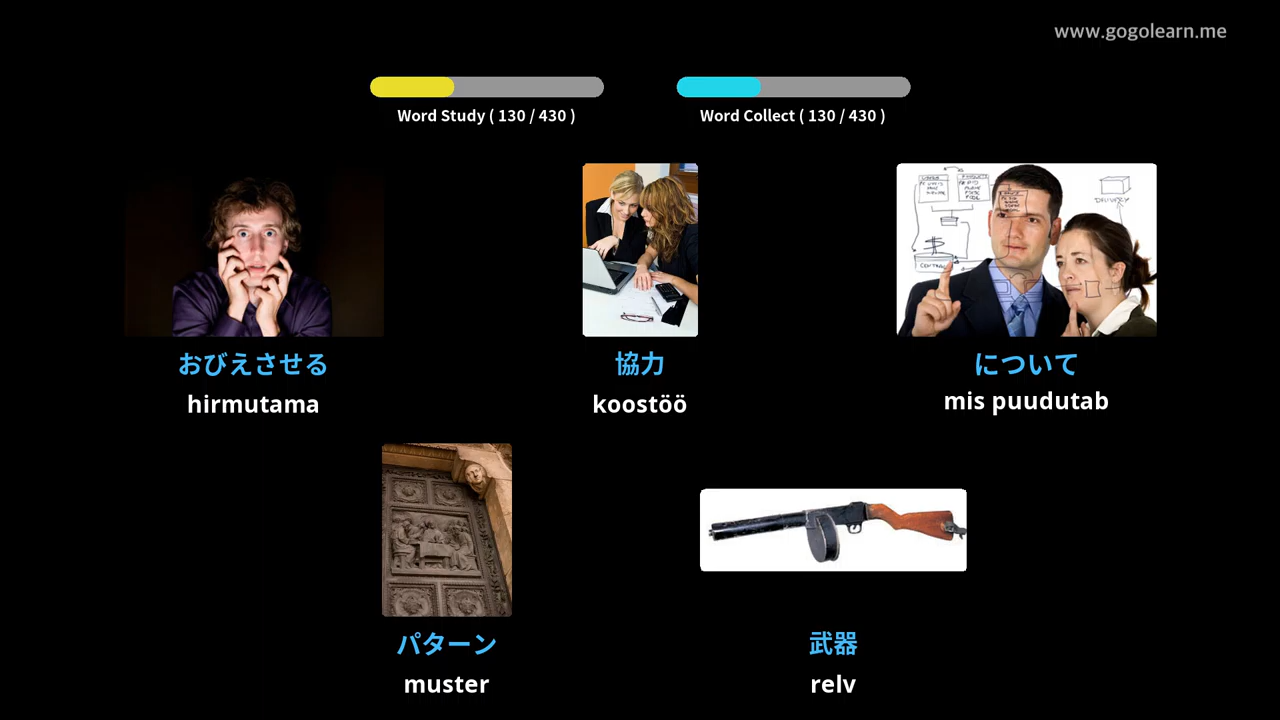 www.gogolearn.me
Word Study ( 130 / 430 )
Word Collect ( 130 / 430 )
おびえさせる
hirmutama
協力
koostöö
について
mis puudutab
パターン
muster
武器
relv